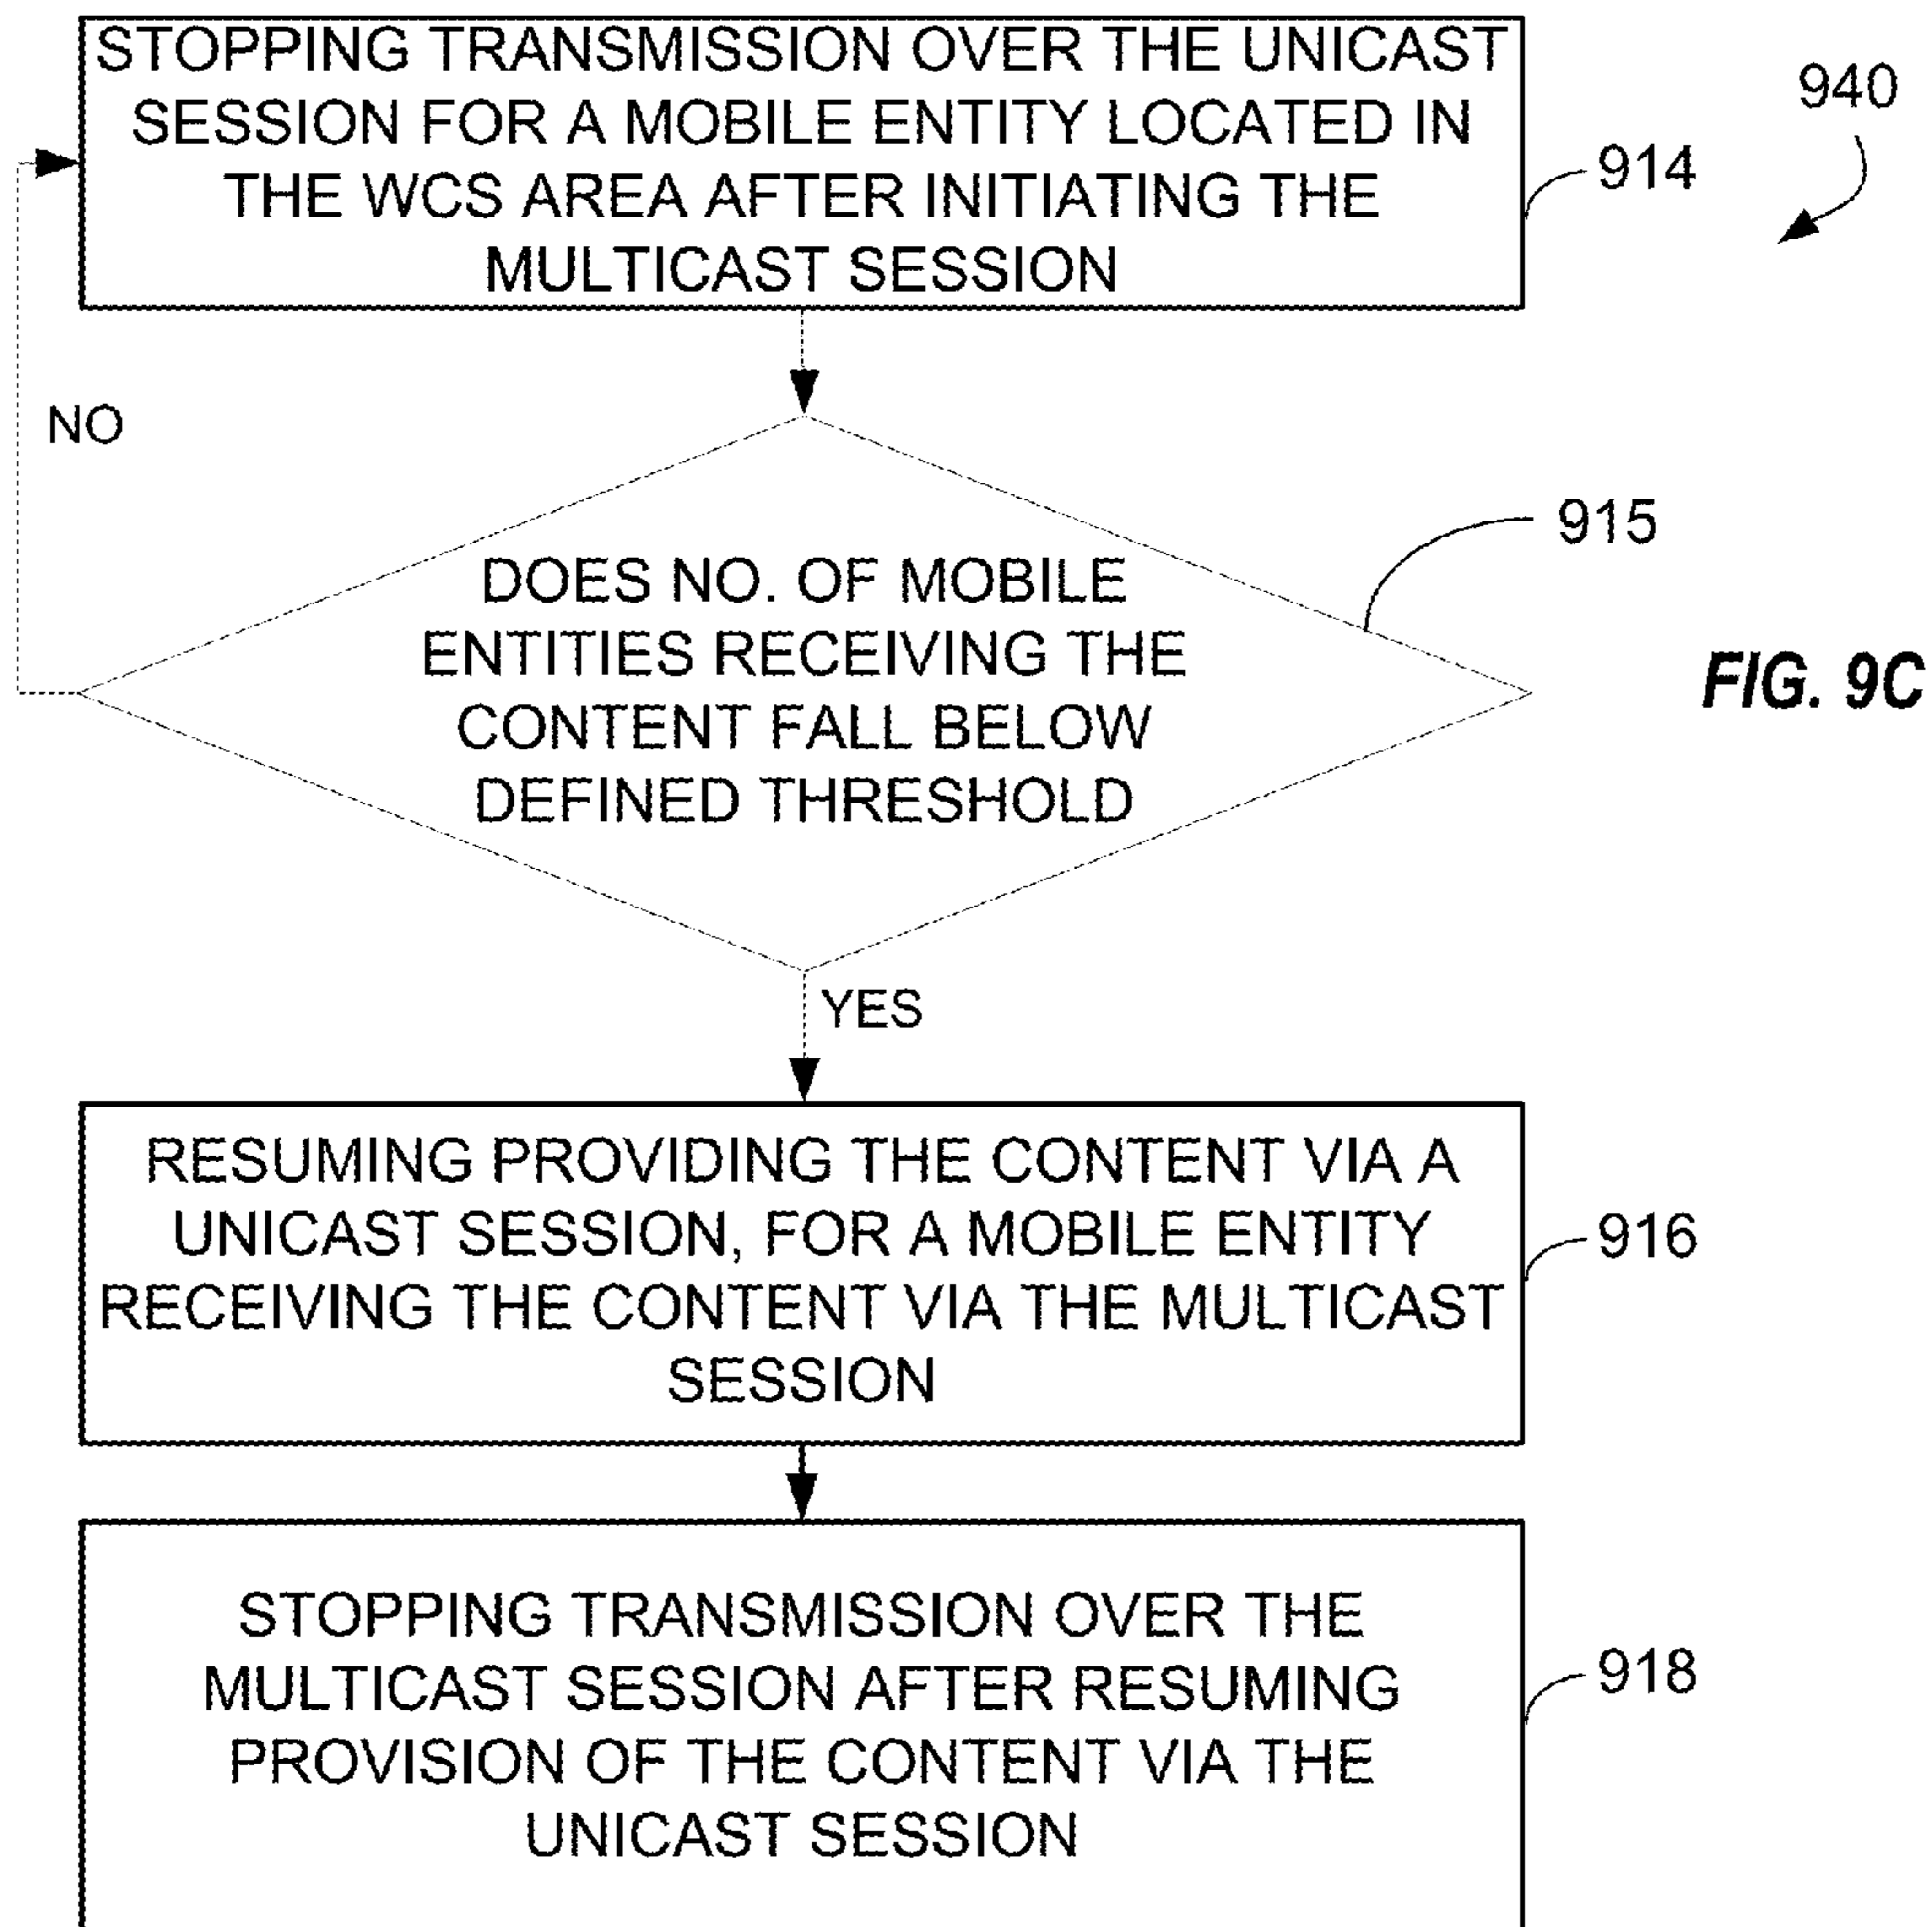 STOPPING TRANSMISSION OVER THE UNICAST
SESSION FOR A MOBILE ENTITY LOCATED IN
THE WCS AREA AFTER INITIATING THE
MULTICAST SESSION
940
914
NO
915
DOES NO. OF MOBILE
ENTITIES RECEIVING THE
CONTENT FALL BELOW
DEFINED THRESHOLD
FIG. 9C
YES
RESUMING PROVIDING THE CONTENT VIA A
UNICAST SESSION, FOR A MOBILE ENTITY
RECEIVING THE CONTENT VIA THE MULTICAST
SESSION
916
STOPPING TRANSMISSION OVER THE
MULTICAST SESSION AFTER RESUMING
PROVISION OF THE CONTENT VIA THE
UNICAST SESSION
918